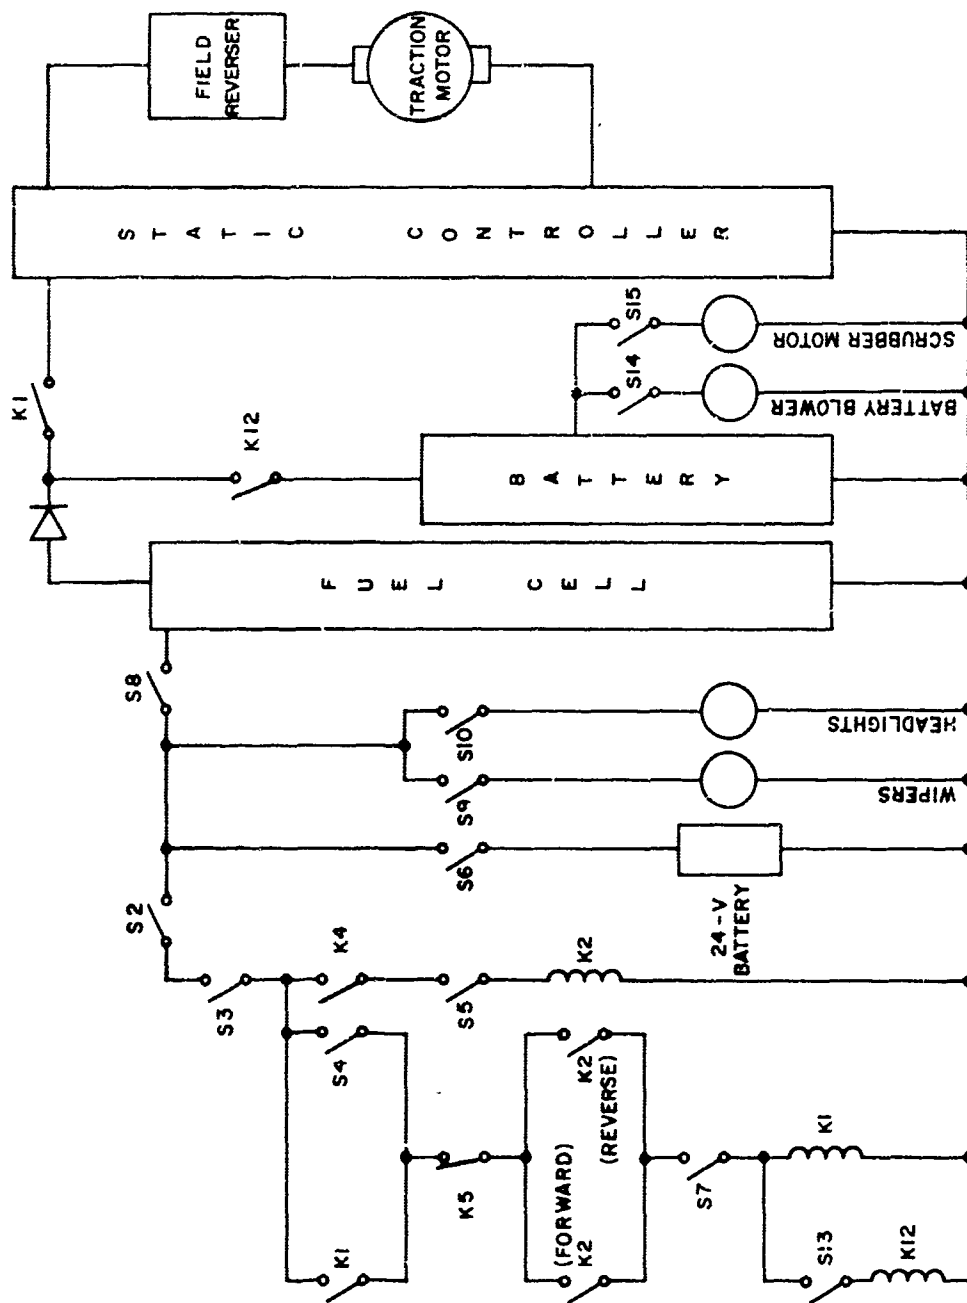 FIELD
REVERSER
TRACTION
MOTOR
STATIC CONTROLLER
K1
K12
S15
S14
SCRUBBER MOTOR
BATTERY BLOWER
BATTERY
FUEL CELL
S8
S10
S9
HEADLIGHTS
WIPERS
S6
24-V
BATTERY
S2
S3
K4
S5
K2
S4
K1
K5
(FORWARD)
K2
K2
(REVERSE)
S7
K1
S13
K12